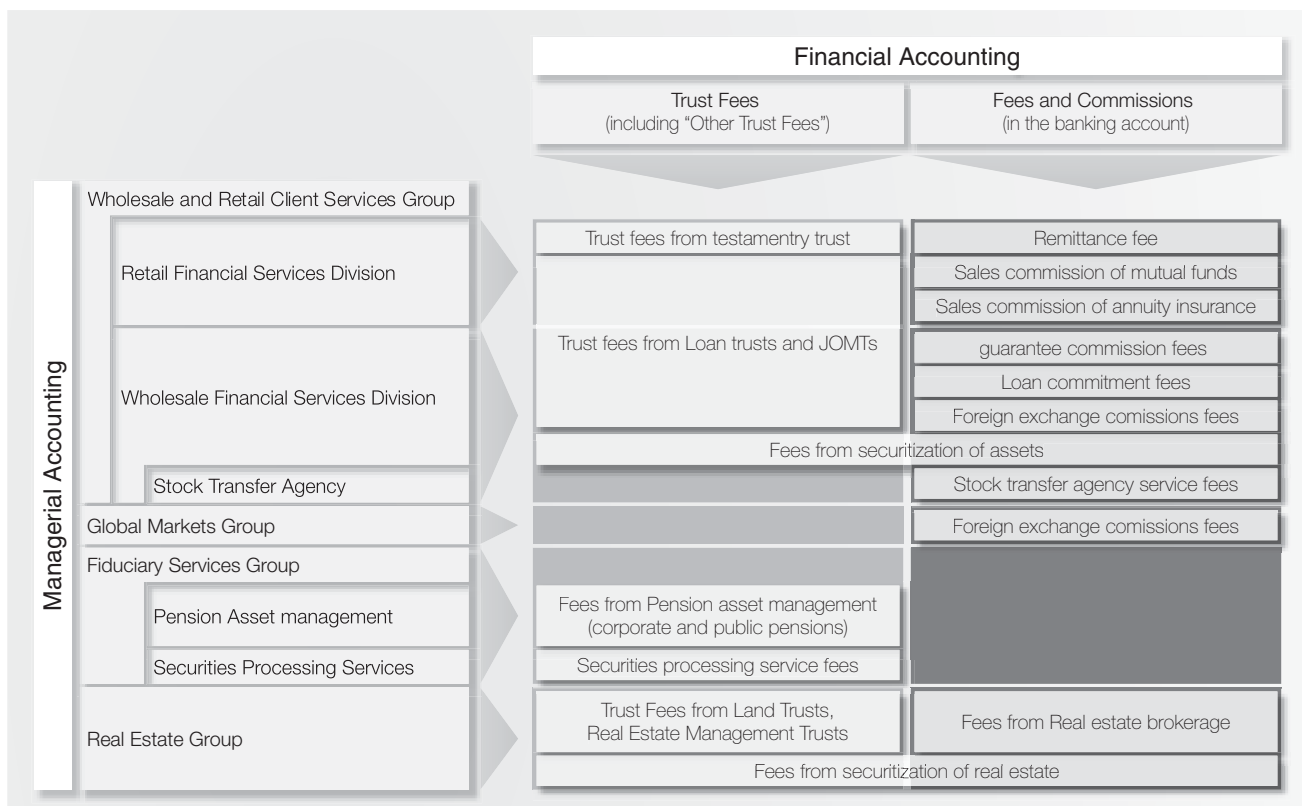 Financial Accounting
Trust Fees
(including “Other Trust Fees”)
Fees and Commissions
(in the banking account)
Managerial Accounting
Wholesale and Retail Client Services Group
Retail Financial Services Division
Trust fees from testamentry trust
Remittance fee
Sales commission of mutual funds
Sales commission of annuity insurance
Wholesale Financial Services Division
Trust fees from Loan trusts and JOMTs
guarantee commission fees
Loan commitment fees
Foreign exchange comissions fees
Fees from securitization of assets
Stock Transfer Agency
Stock transfer agency service fees
Global Markets Group
Foreign exchange comissions fees
Fiduciary Services Group
Pension Asset management
Fees from Pension asset management
(corporate and public pensions)
Securities Processing Services
Securities processing service fees
Real Estate Group
Trust Fees from Land Trusts,
Real Estate Management Trusts
Fees from Real estate brokerage
Fees from securitization of real estate